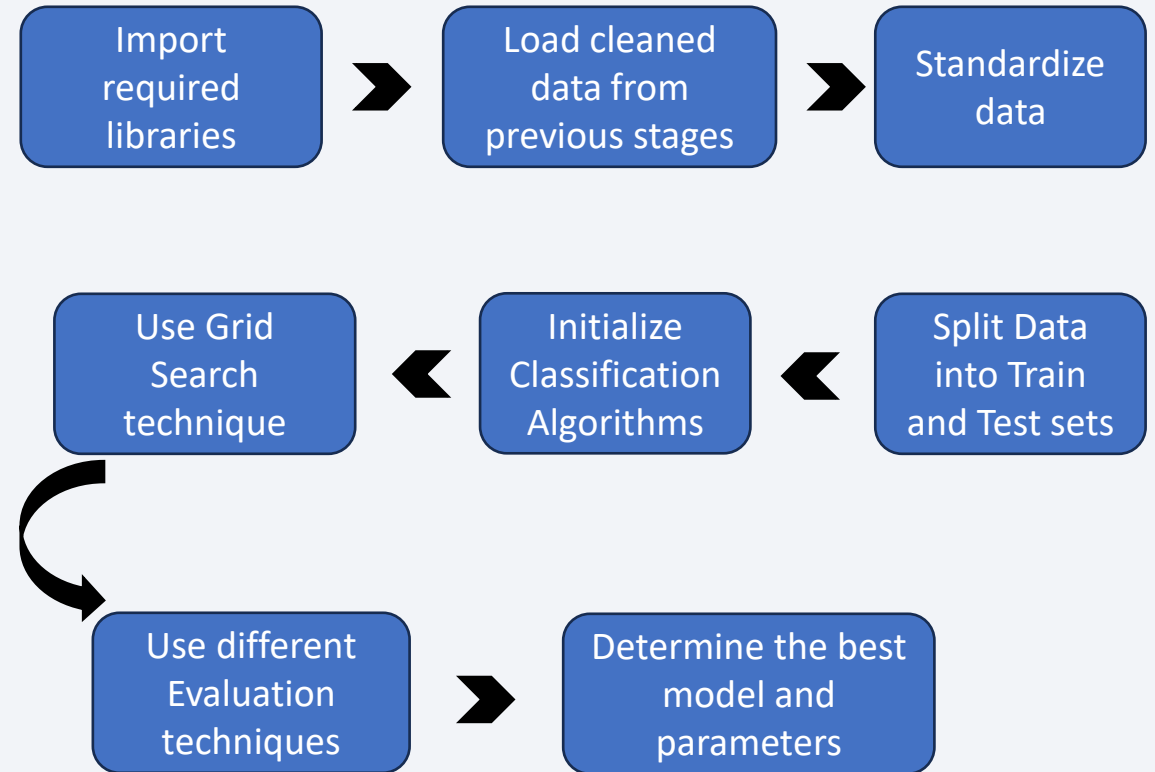 Import
required
libraries
Load cleaned
data from
previous stages
Standardize
data
Split Data
into Train
and Test sets
Initialize
Classification
Algorithms
Use Grid
Search
technique
Use different
Evaluation
techniques
Determine the best
model and
parameters